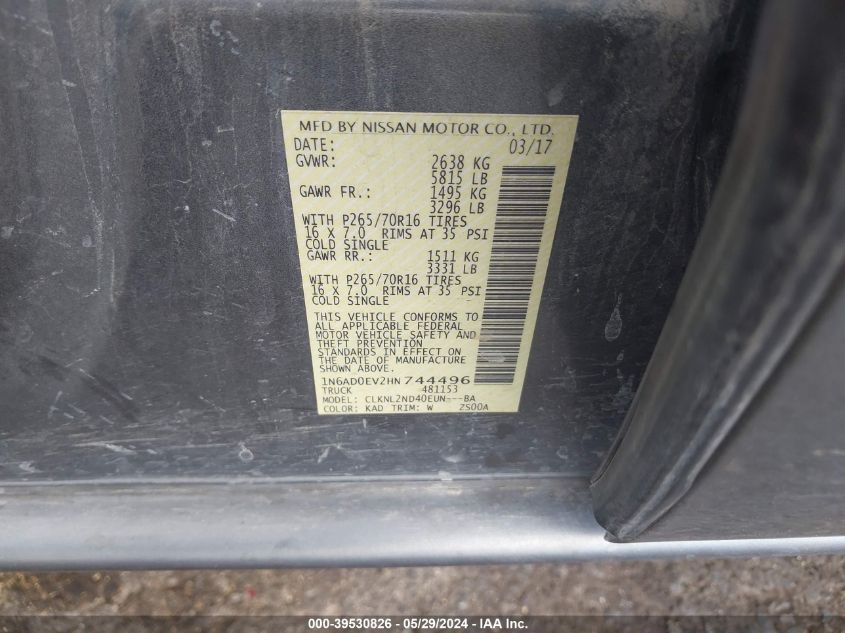 MFD BY NISSAN MOTOR CO., LTD.
DATE: 03/17
GVWR: 2638 KG
5815 LB
GAWR FR.: 1495 KG
3296 LB
WITH P265/70R16 TIRES
16 X 7.0 RIMS AT 35 PSI
COLD SINGLE
GAWR RR.: 1511 KG
3331 LB
WITH P265/70R16 TIRES
16 X 7.0 RIMS AT 35 PSI
COLD SINGLE
THIS VEHICLE CONFORMS TO
ALL APPLICABLE FEDERAL
MOTOR VEHICLE SAFETY AND
THEFT PREVENTION
STANDARDS IN EFFECT ON
THE DATE OF MANUFACTURE
SHOWN ABOVE.
1N6AD0EV2HN744496
TRUCK 481153
MODEL: CLKNL2ND40EUN---BA
COLOR: KAD TRIM: W ZS00A
000-39530826 - 05/29/2024 - IAA Inc.